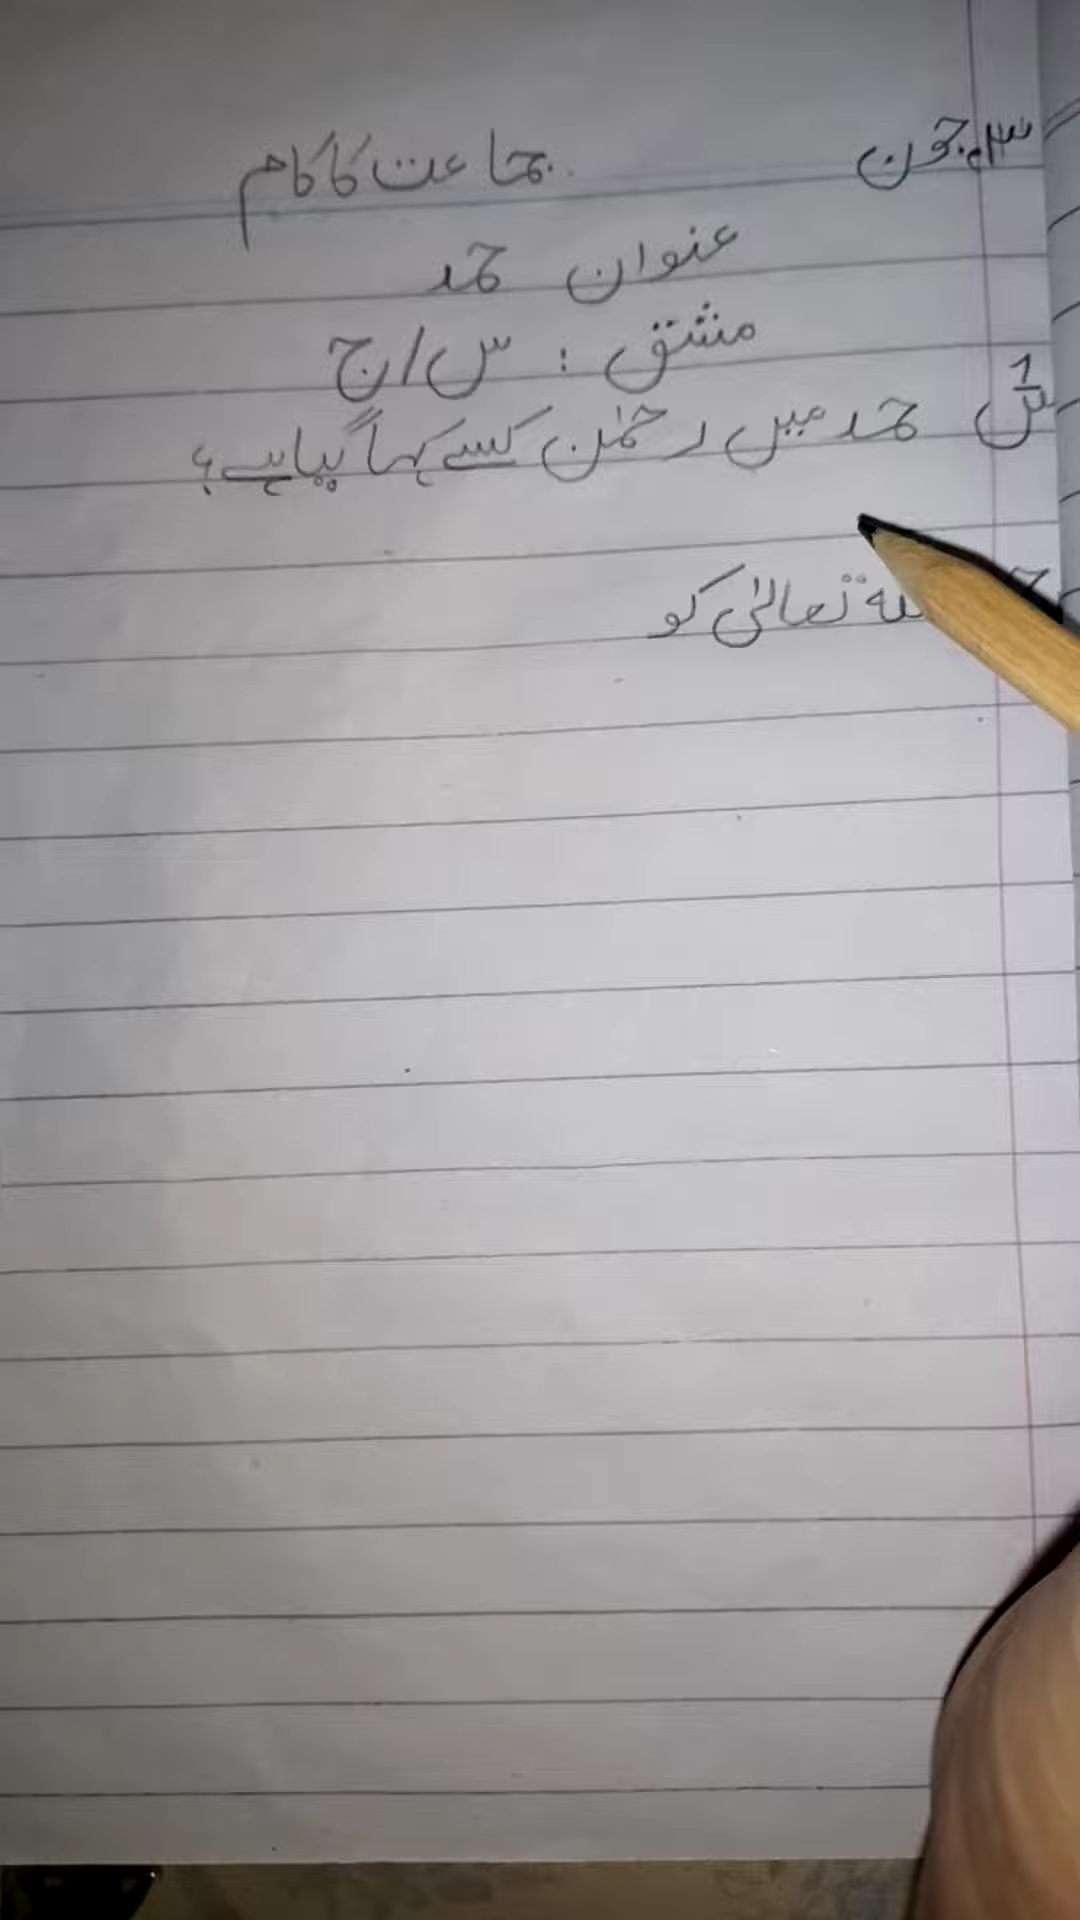 ۳ جون جماعت کا کام
عنوان حمد
مشق : س/ج
س1 حمد میں رحمٰن کسے کہا گیا ہے؟
تعالیٰ کو